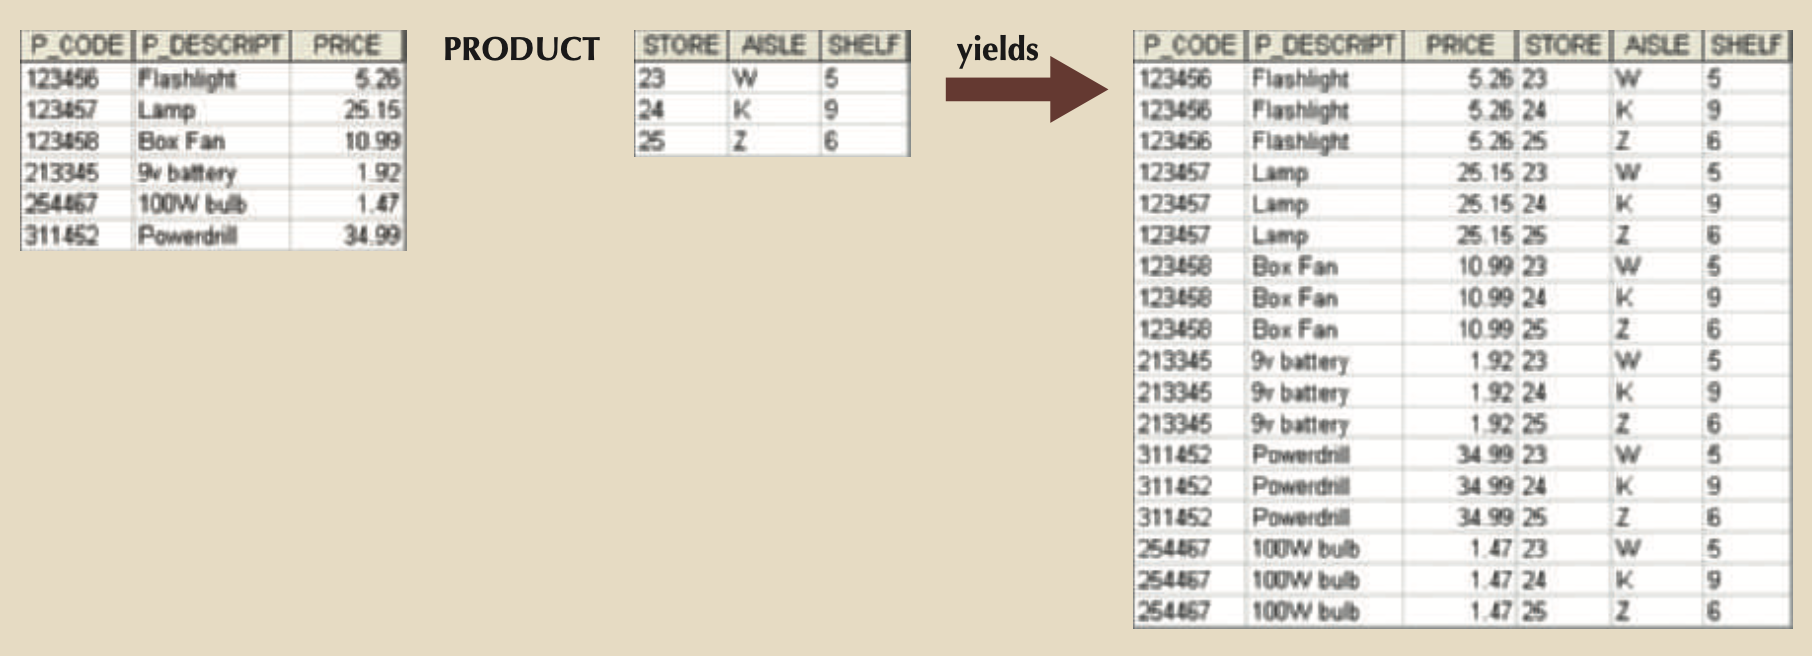 P_CODE P_DESCRIPT PRICE
123456 Flashlight 5.26
123457 Lamp 25.15
123458 Box Fan 10.99
213345 9v battery 1.92
254467 100W bulb 1.47
311452 Powerdrill 34.99
PRODUCT
STORE AISLE SHELF
23 W 5
24 K 9
25 Z 6
yields
P_CODE P_DESCRIPT PRICE STORE AISLE SHELF
123456 Flashlight 5.26 23 W 5
123456 Flashlight 5.26 24 K 9
123456 Flashlight 5.26 25 Z 6
123457 Lamp 25.15 23 W 5
123457 Lamp 25.15 24 K 9
123457 Lamp 25.15 25 Z 6
123458 Box Fan 10.99 23 W 5
123458 Box Fan 10.99 24 K 9
123458 Box Fan 10.99 25 Z 6
213345 9v battery 1.92 23 W 5
213345 9v battery 1.92 24 K 9
213345 9v battery 1.92 25 Z 6
311452 Powerdrill 34.99 23 W 5
311452 Powerdrill 34.99 24 K 9
311452 Powerdrill 34.99 25 Z 6
254467 100W bulb 1.47 23 W 5
254467 100W bulb 1.47 24 K 9
254467 100W bulb 1.47 25 Z 6